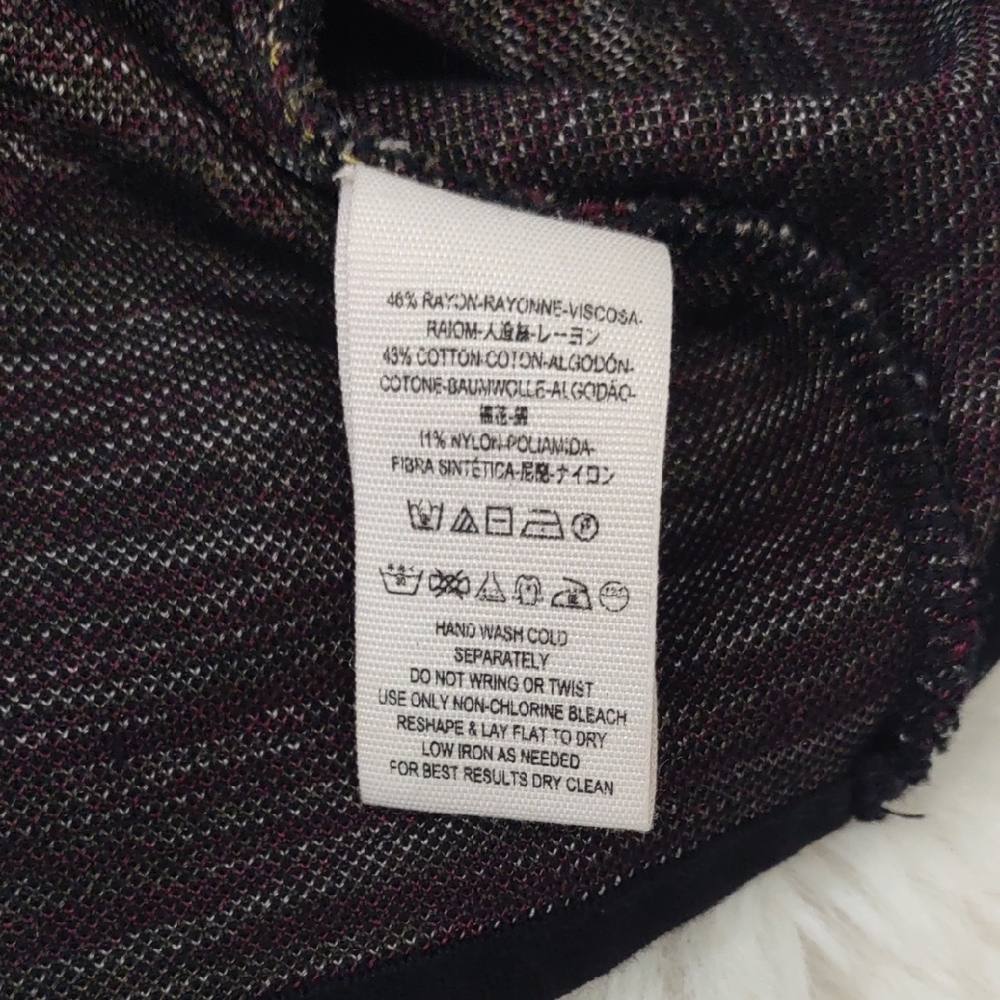 46% RAYON-RAYONNE-VISCOSA-
RAIOM-人造絲-レーヨン
43% COTTON-COTON-ALGODÓN-
COTONE-BAUMWOLLE-ALGODÃO-
棉花-綿
11% NYLON-POLIAMIDA-
FIBRA SINTÉTICA-尼龍-ナイロン
HAND WASH COLD
SEPARATELY
DO NOT WRING OR TWIST
USE ONLY NON-CHLORINE BLEACH
RESHAPE & LAY FLAT TO DRY
LOW IRON AS NEEDED
FOR BEST RESULTS DRY CLEAN